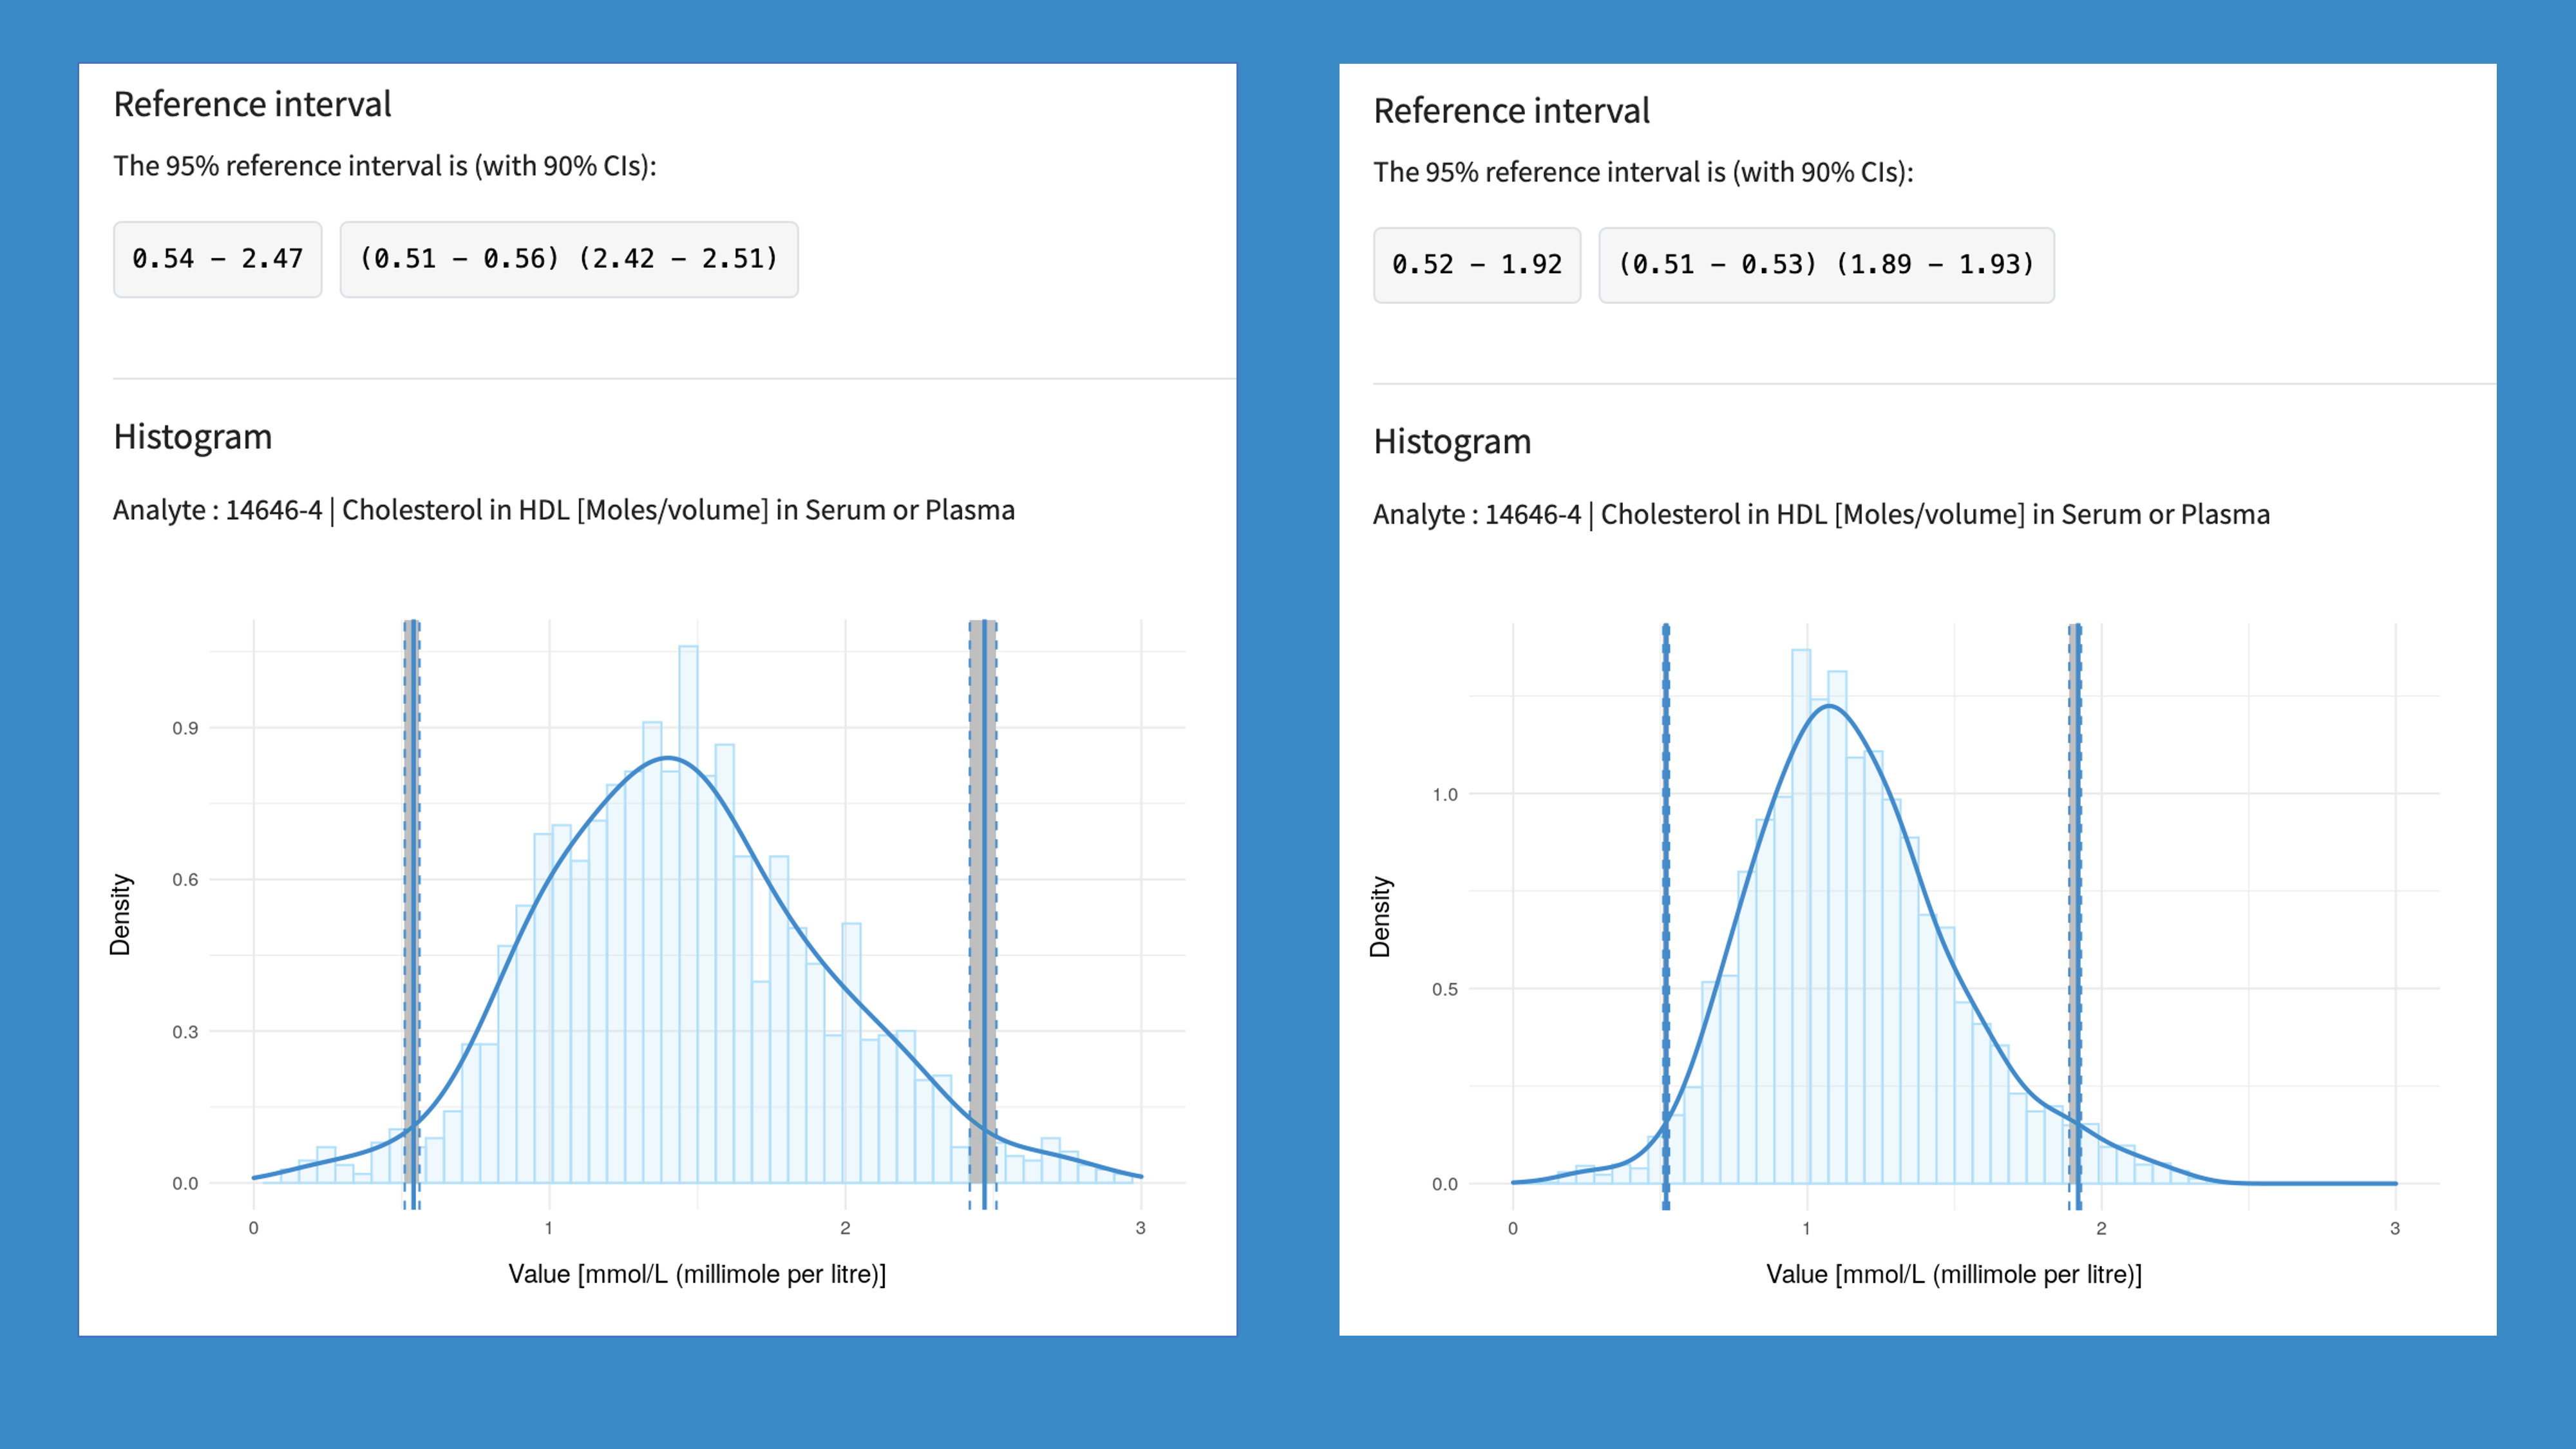 Reference interval
The 95% reference interval is (with 90% CIs):
0.54 – 2.47 (0.51 – 0.56) (2.42 – 2.51)
Histogram
Analyte : 14646-4 | Cholesterol in HDL [Moles/volume] in Serum or Plasma
0.9
0.6
0.3
0.0
Density
0 1 2 3
Value [mmol/L (millimole per litre)]
Reference interval
The 95% reference interval is (with 90% CIs):
0.52 – 1.92 (0.51 – 0.53) (1.89 – 1.93)
Histogram
Analyte : 14646-4 | Cholesterol in HDL [Moles/volume] in Serum or Plasma
1.0
0.5
0.0
Density
0 1 2 3
Value [mmol/L (millimole per litre)]